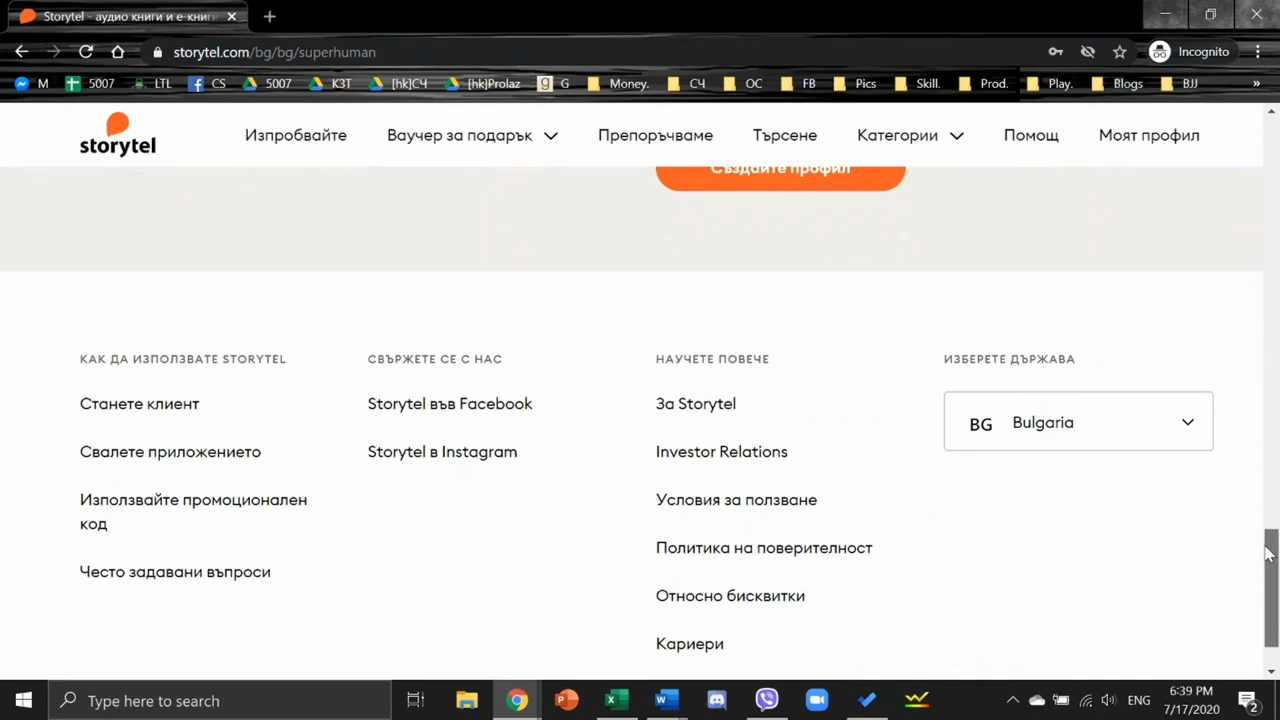 Storytel - аудио книги и е-книги
storytel.com/bg/bg/superhuman
Incognito
M 5007 LTL CS 5007 КЗТ [hk]СЧ [hk]Prolaz G Money. СЧ ОС FB Pics Skill. Prod. Play. Blogs BJJ »
storytel
Изпробвайте Ваучер за подарък Препоръчваме Търсене Категории Помощ Моят профил
Създайте профил
КАК ДА ИЗПОЛЗВАТЕ STORYTEL
Станете клиент
Свалете приложението
Използвайте промоционален
код
Често задавани въпроси
СВЪРЖЕТЕ СЕ С НАС
Storytel във Facebook
Storytel в Instagram
НАУЧЕТЕ ПОВЕЧЕ
За Storytel
Investor Relations
Условия за ползване
Политика на поверителност
Относно бисквитки
Кариери
ИЗБЕРЕТЕ ДЪРЖАВА
BG Bulgaria
Type here to search
ENG
6:39 PM
7/17/2020
2